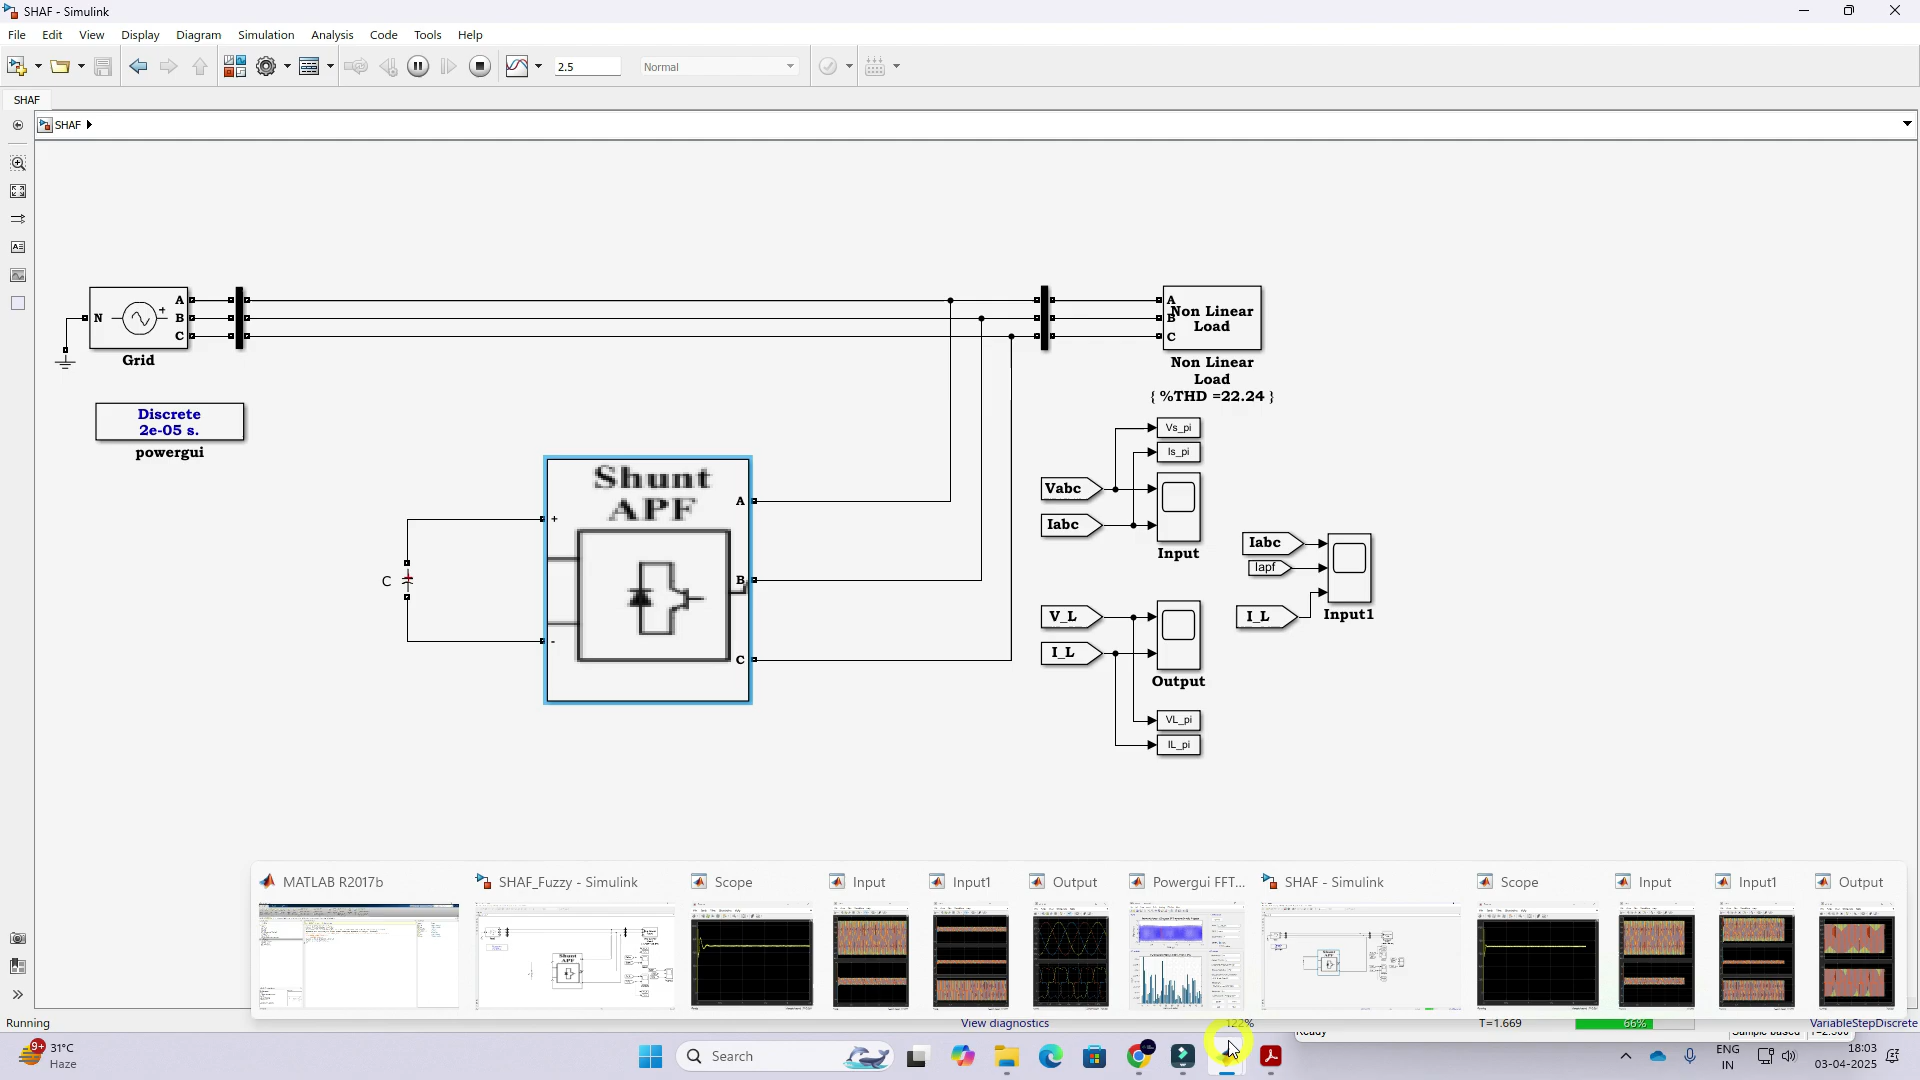 SHAF - Simulink
File Edit View Display Diagram Simulation Analysis Code Tools Help
2.5 Normal
SHAF
SHAF
N A B C
Grid
Discrete
2e-05 s.
powergui
A B C
Non Linear
Load
Non Linear
Load
{ %THD =22.24 }
Shunt
APF
A
B
C
+
-
C
Vs_pi
Is_pi
Vabc
Iabc
Input
Iabc
Iapf
I_L
Input1
V_L
I_L
Output
VL_pi
IL_pi
MATLAB R2017b
SHAF_Fuzzy - Simulink
Scope
Input
Input1
Output
Powergui FFT...
SHAF - Simulink
Scope
Input
Input1
Output
Running
View diagnostics
122%
T=1.669
66%
VariableStepDiscrete
31°C
Haze
9+
Search
ENG
IN
18:03
03-04-2025